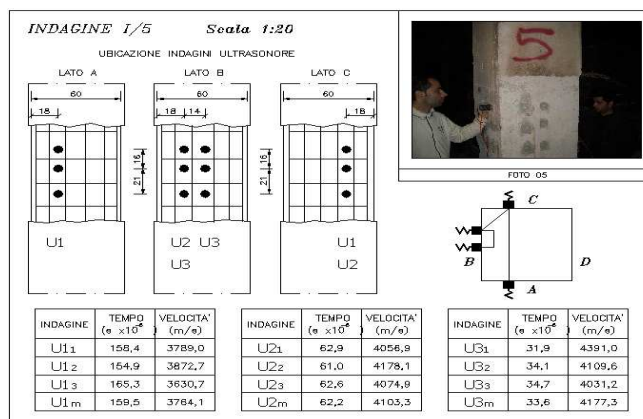 INDAGINE I/5 Scala 1:20
UBICAZIONE INDAGINI ULTRASONORE
LATO A LATO B LATO C
60 60 60
18 18 14 18
16 16
21 21
U1 U2 U3 U1
U3 U2
5
FOTO 05
C
B D
A
INDAGINE TEMPO (s x10⁻⁶) VELOCITA' (m/s)
U1₁ 158,4 3789,0
U1₂ 154,9 3872,7
U1₃ 165,3 3630,7
U1m 159,5 3764,1
INDAGINE TEMPO (s x10⁻⁶) VELOCITA' (m/s)
U2₁ 62,9 4056,9
U2₂ 61,0 4178,1
U2₃ 62,6 4074,9
U2m 62,2 4103,3
INDAGINE TEMPO (s x10⁻⁶) VELOCITA' (m/s)
U3₁ 31,9 4391,0
U3₂ 34,1 4109,6
U3₃ 34,7 4031,2
U3m 33,6 4177,3